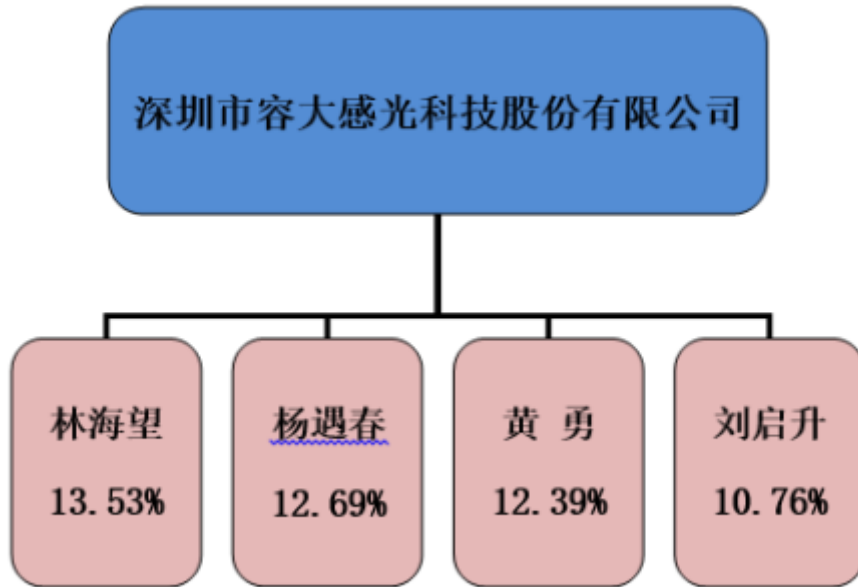 深圳市容大感光科技股份有限公司
林海望
13.53%
杨遇春
12.69%
黄 勇
12.39%
刘启升
10.76%